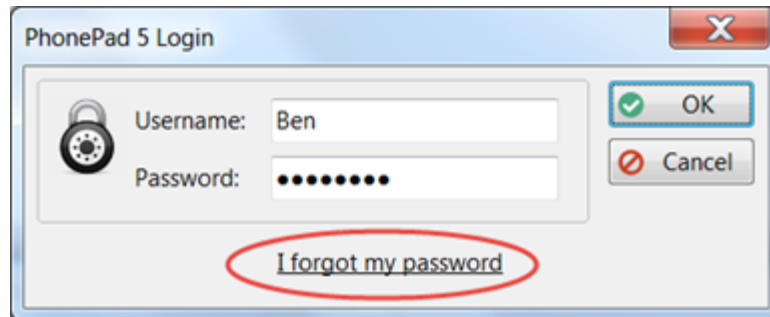 PhonePad 5 Login
Username: Ben
OK
Password: ●●●●●●●●
Cancel
I forgot my password